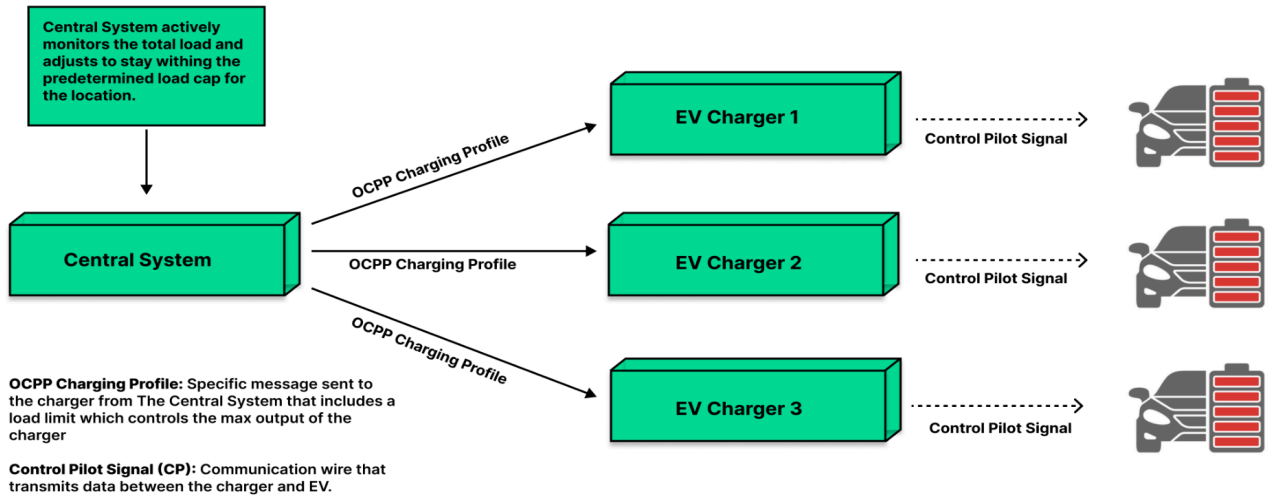 Central System actively
monitors the total load and
adjusts to stay withing the
predetermined load cap for
the location.
Central System
OCPP Charging Profile
OCPP Charging Profile
OCPP Charging Profile
EV Charger 1
Control Pilot Signal
EV Charger 2
Control Pilot Signal
EV Charger 3
Control Pilot Signal
OCPP Charging Profile: Specific message sent to
the charger from The Central System that includes a
load limit which controls the max output of the
charger
Control Pilot Signal (CP): Communication wire that
transmits data between the charger and EV.